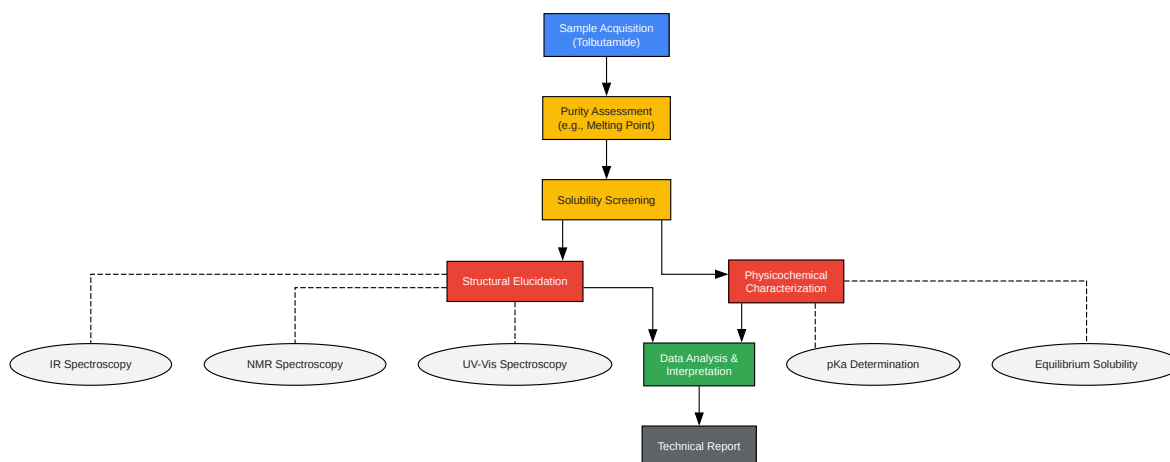 Sample Acquisition
(Tolbutamide)
Purity Assessment
(e.g., Melting Point)
Solubility Screening
Structural Elucidation
Physicochemical
Characterization
IR Spectroscopy
NMR Spectroscopy
UV-Vis Spectroscopy
Data Analysis &
Interpretation
pKa Determination
Equilibrium Solubility
Technical Report